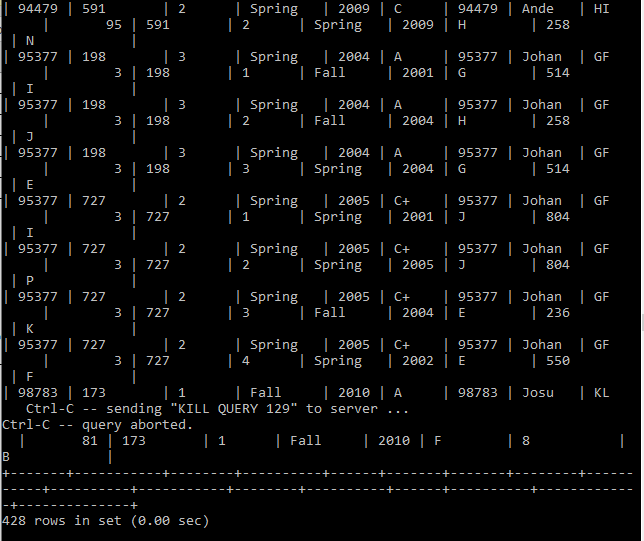 | 94479 | 591         | 2      | Spring   | 2009 | C     | 94479 | Ande  | HI
     |       95 | 591         | 2      | Spring   | 2009 | H        | 258
 | N            |
| 95377 | 198         | 3      | Spring   | 2004 | A     | 95377 | Johan  | GF
     |        3 | 198         | 1      | Fall     | 2001 | G        | 514
 | I            |
| 95377 | 198         | 3      | Spring   | 2004 | A     | 95377 | Johan  | GF
     |        3 | 198         | 2      | Fall     | 2004 | H        | 258
 | J            |
| 95377 | 198         | 3      | Spring   | 2004 | A     | 95377 | Johan  | GF
     |        3 | 198         | 3      | Spring   | 2004 | G        | 514
 | E            |
| 95377 | 727         | 2      | Spring   | 2005 | C+    | 95377 | Johan  | GF
     |        3 | 727         | 1      | Spring   | 2001 | J        | 804
 | I            |
| 95377 | 727         | 2      | Spring   | 2005 | C+    | 95377 | Johan  | GF
     |        3 | 727         | 2      | Spring   | 2005 | J        | 804
 | P            |
| 95377 | 727         | 2      | Spring   | 2005 | C+    | 95377 | Johan  | GF
     |        3 | 727         | 3      | Fall     | 2004 | E        | 236
 | K            |
| 95377 | 727         | 2      | Spring   | 2005 | C+    | 95377 | Johan  | GF
     |        3 | 727         | 4      | Spring   | 2002 | E        | 550
 | F            |
| 98783 | 173         | 1      | Fall     | 2010 | A     | 98783 | Josu  | KL
   Ctrl-C -- sending "KILL QUERY 129" to server ...
Ctrl-C -- query aborted.
  |       81 | 173         | 1      | Fall     | 2010 | F        | 8           |
B            |
+-------+-------------+--------+----------+------+-------+-------+-------+------
-----+----------+-----------+--------+----------+------+----------+------------
-+--------------+
428 rows in set (0.00 sec)